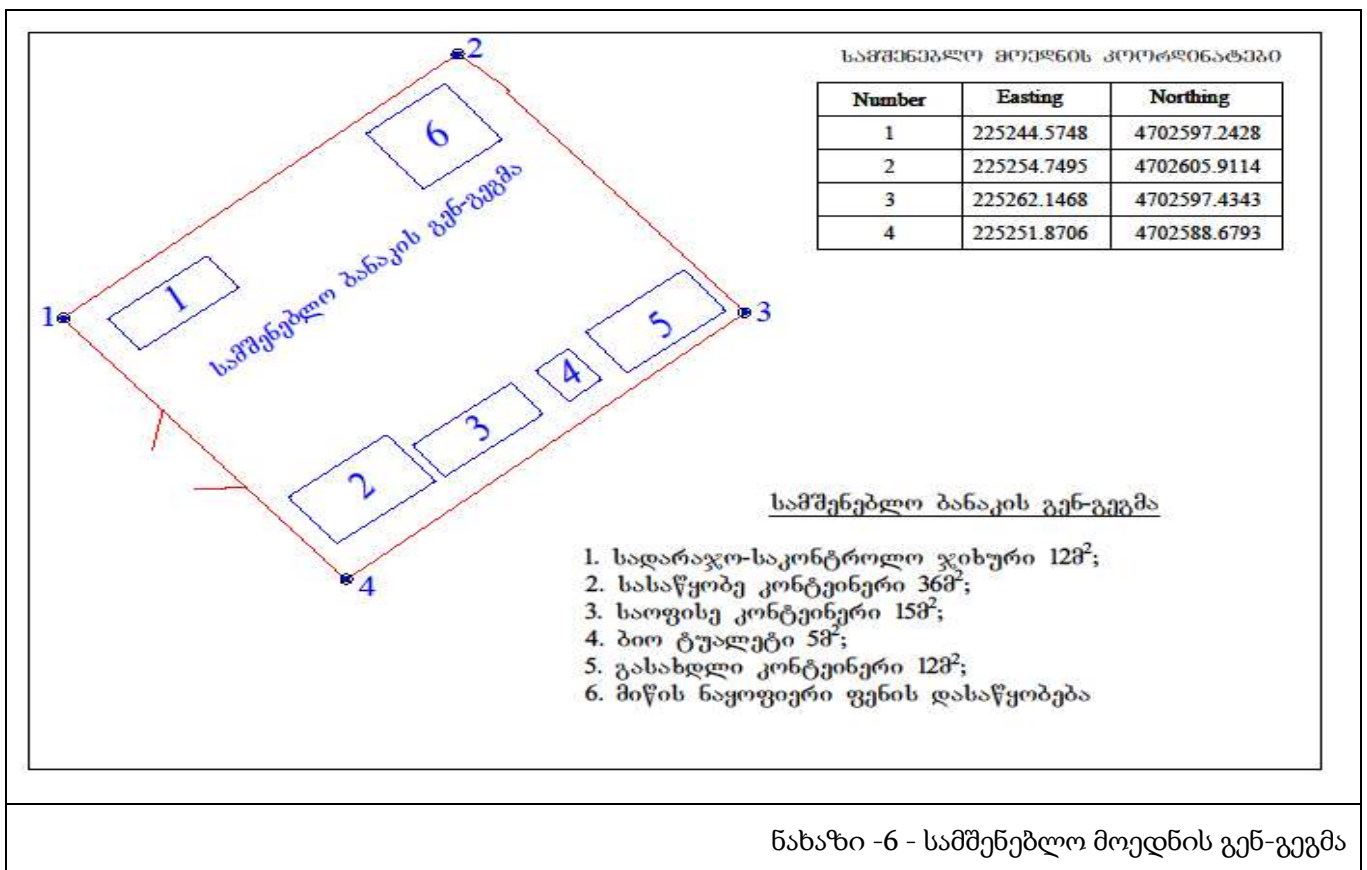 სამშენებლო მოედნის კოორდინატები
Number Easting Northing
1 225244.5748 4702597.2428
2 225254.7495 4702605.9114
3 225262.1468 4702597.4343
4 225251.8706 4702588.6793
2
6
სამშენებლო ბანაკის გენ-გეგმა
1
1
3
5
4
3
2
4
სამშენებლო ბანაკის გენ-გეგმა
1. სადარაჯო-საკონტროლო ჯიხური 12მ²;
2. სასაწყობე კონტეინერი 36მ²;
3. საოფისე კონტეინერი 15მ²;
4. ბიო ტუალეტი 5მ²;
5. გასახდლი კონტეინერი 12მ²;
6. მიწის ნაყოფიერი ფენის დასაწყობება
ნახაზი -6 - სამშენებლო მოედნის გენ-გეგმა